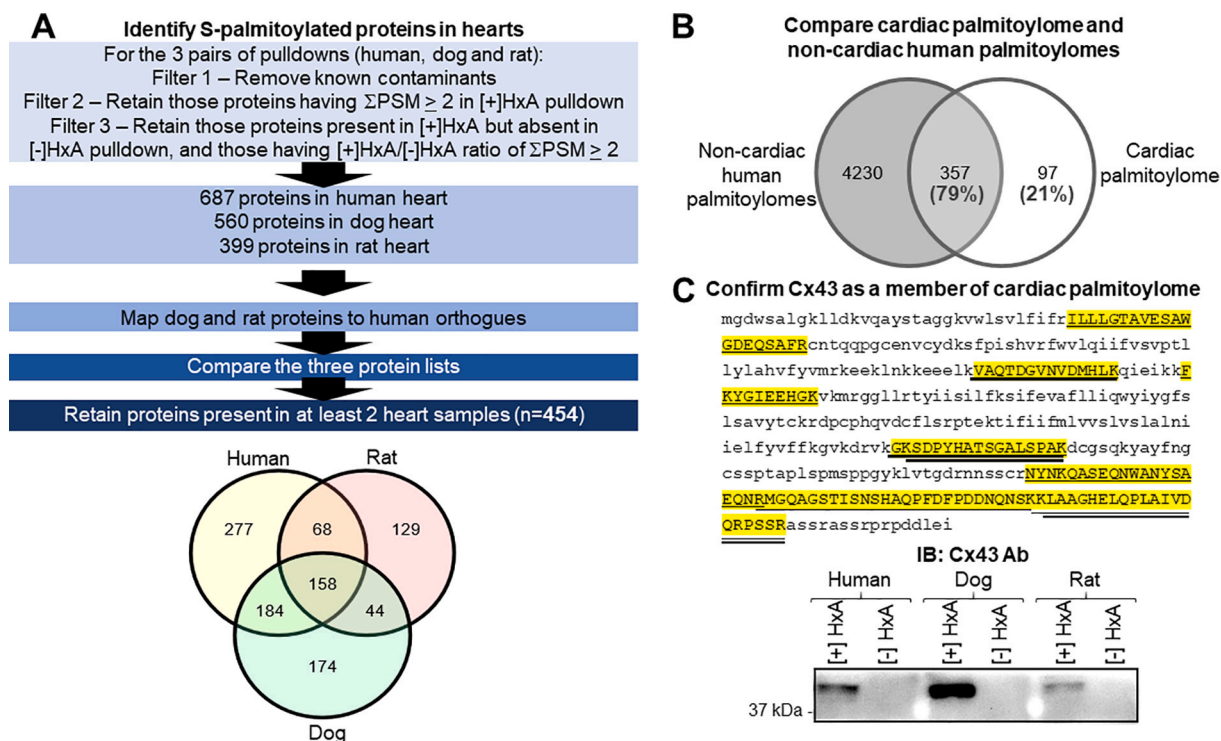 A
Identify S-palmitoylated proteins in hearts
For the 3 pairs of pulldowns (human, dog and rat):
Filter 1 – Remove known contaminants
Filter 2 – Retain those proteins having ΣPSM ≥ 2 in [+]HxA pulldown
Filter 3 – Retain those proteins present in [+]HxA but absent in
[-]HxA pulldown, and those having [+]HxA/[-]HxA ratio of ΣPSM ≥ 2
687 proteins in human heart
560 proteins in dog heart
399 proteins in rat heart
Map dog and rat proteins to human orthogues
Compare the three protein lists
Retain proteins present in at least 2 heart samples (n=454)
Human
Rat
277
68
129
158
184
44
174
Dog
B
Compare cardiac palmitoylome and
non-cardiac human palmitoylomes
Non-cardiac
human
palmitoylomes
4230
357
(79%)
97
(21%)
Cardiac
palmitoylome
C
Confirm Cx43 as a member of cardiac palmitoylome
mgdwsalgklldkvqaystaggkvwlsvlfifrILLLGTAVESAW
GDEQSAFRcntqqpgcenvcydksfpishvrfwvlqiifvsvptl
lylahvfyvmrkeeklnkkeeelkVAQTDGVNVDMHLKqieikkF
KYGIEEHGKvkmrggllrtyiisilfksifevaflliqwyiygfs
lsavytckrdpcphqvdcflsrptektifiifmlvvslvslalni
ielfyvffkgvkdrvkGKSDPYHATSGALSPAKdcgsqkyayfng
cssptaplspmsppgyklvtgdrnnsscrNYNKQASEQNWANYSA
EQNRMGQAGSTISNSHAQPFDFPDDNQNSKKLAAGHELQPLAIVD
QRPSSRassrassrprpddlei
IB: Cx43 Ab
Human
Dog
Rat
[+] HxA
[-] HxA
[+] HxA
[-] HxA
[+] HxA
[-] HxA
37 kDa